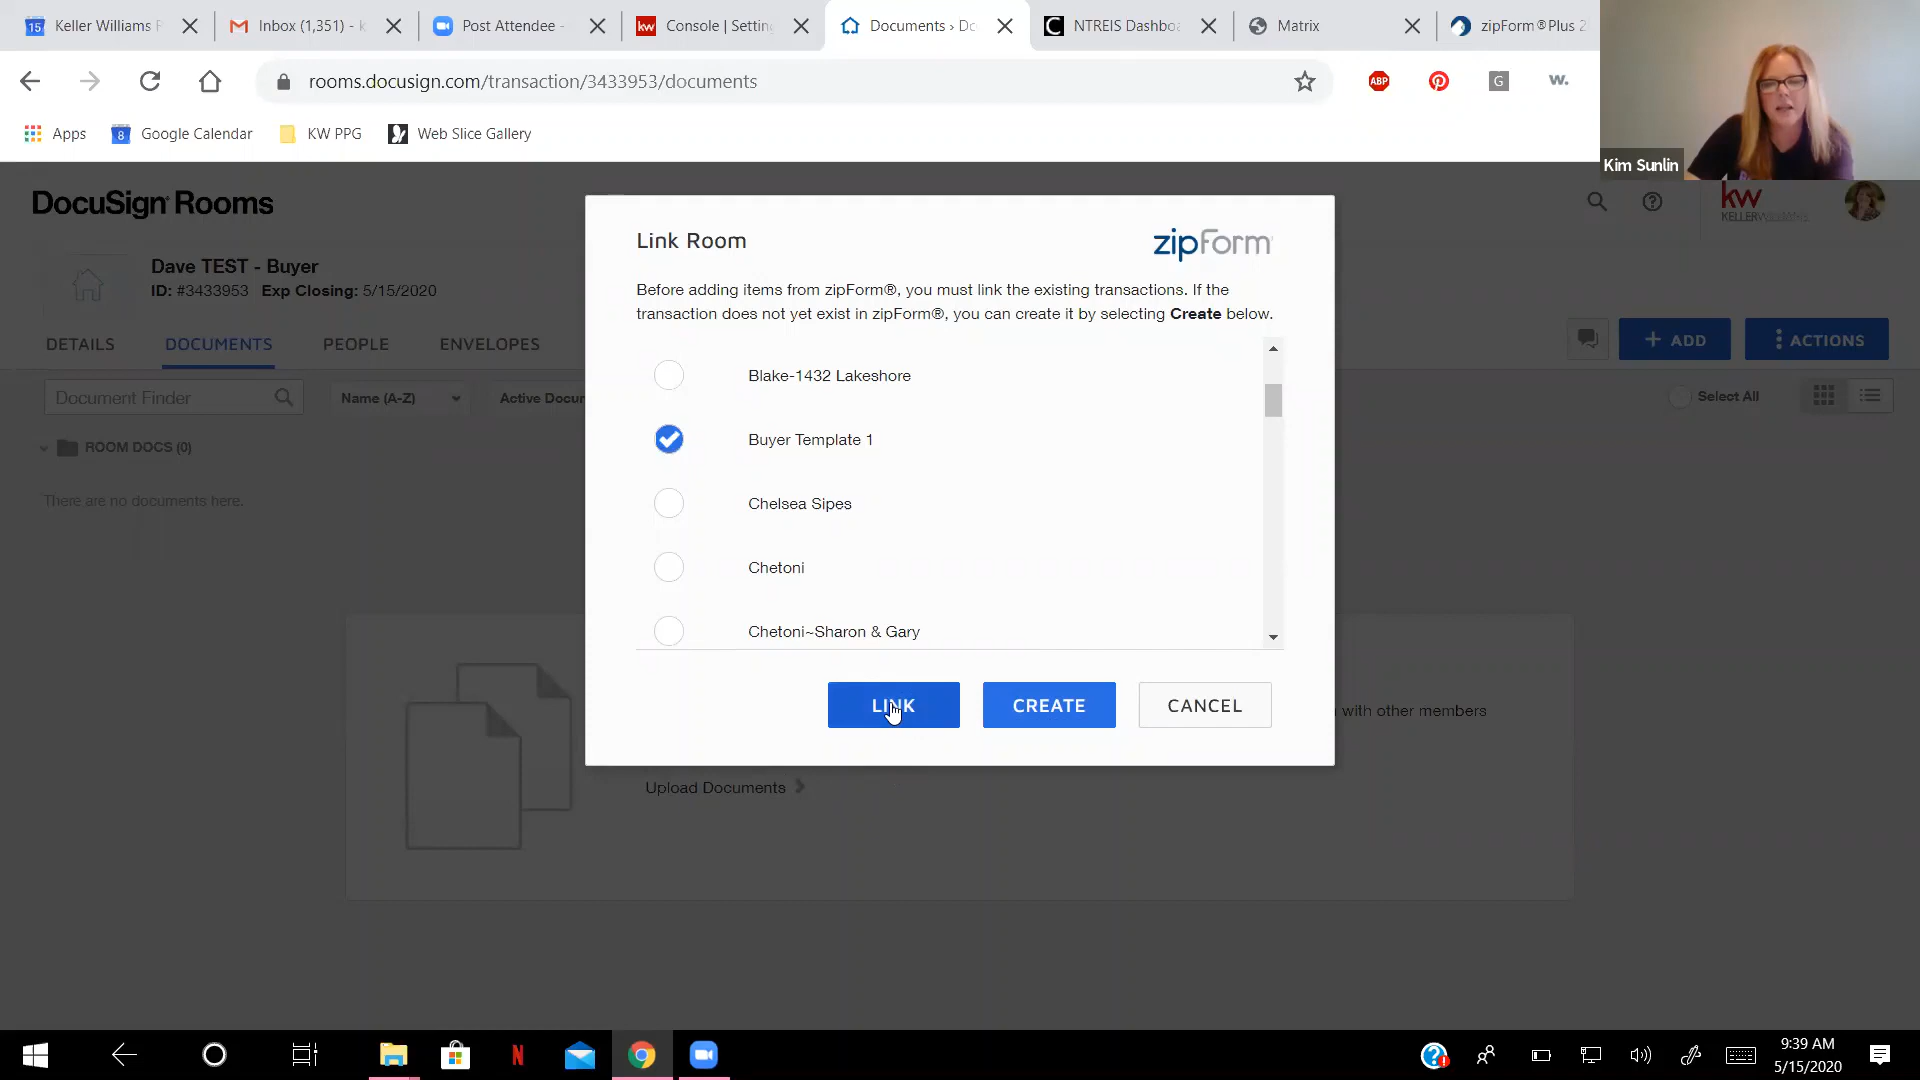 Keller Williams R
Inbox (1,351) - k
Post Attendee -
Console | Setting
Documents › Do
NTREIS Dashboa
Matrix
zipForm®Plus 2
rooms.docusign.com/transaction/3433953/documents
ABP
G
w.
Apps
8
Google Calendar
KW PPG
Web Slice Gallery
Kim Sunlin
DocuSign Rooms
kw
KELLERWILLIAMS
Dave TEST - Buyer
ID: #3433953 Exp Closing: 5/15/2020
DETAILS
DOCUMENTS
PEOPLE
ENVELOPES
+ ADD
ACTIONS
Document Finder
Name (A-Z)
Active Docu
Select All
ROOM DOCS (0)
There are no documents here.
Link Room
zipForm
Before adding items from zipForm®, you must link the existing transactions. If the
transaction does not yet exist in zipForm®, you can create it by selecting Create below.
Blake-1432 Lakeshore
Buyer Template 1
Chelsea Sipes
Chetoni
Chetoni~Sharon & Gary
LINK
CREATE
CANCEL
with other members
Upload Documents
9:39 AM
5/15/2020